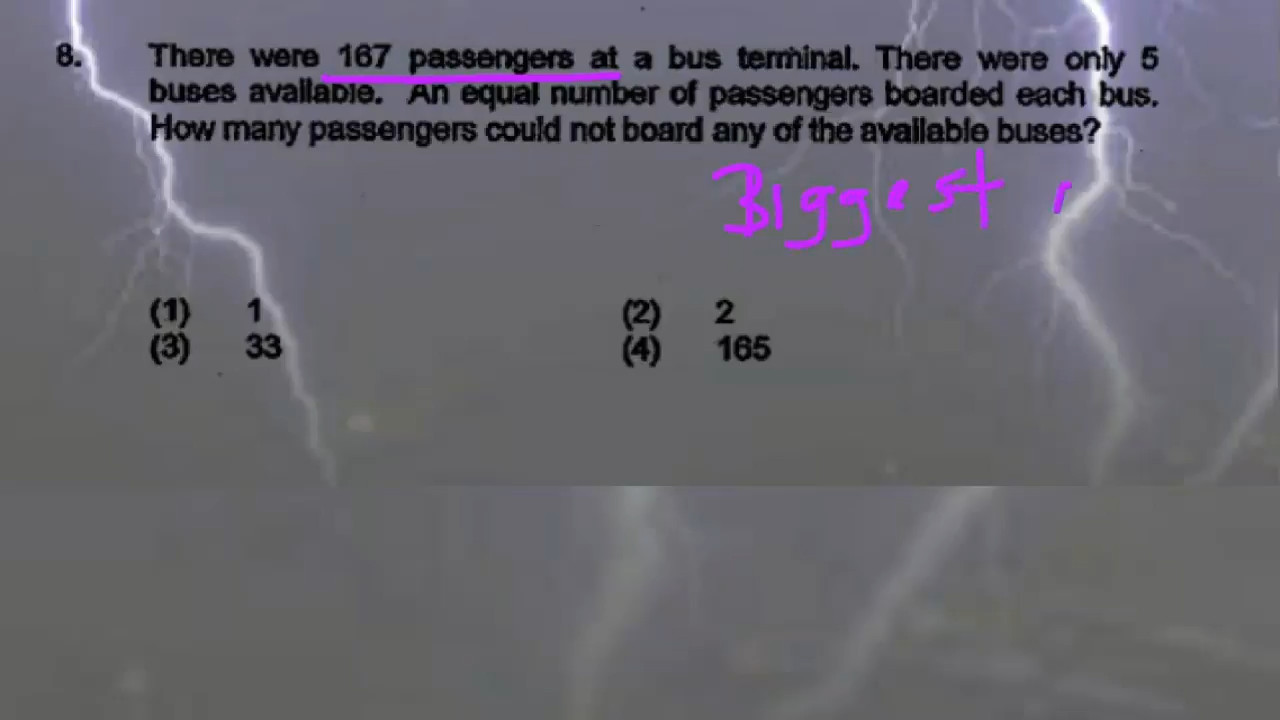 8. There were 167 passengers at a bus terminal. There were only 5
buses available. An equal number of passengers boarded each bus.
How many passengers could not board any of the available buses?
Biggest
(1) 1 (2) 2
(3) 33 (4) 165